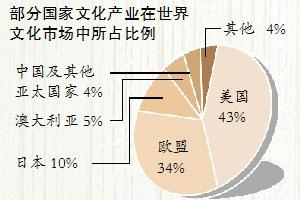 部分国家文化产业在世界
文化市场中所占比例
其他 4%
中国及其他
亚太国家 4%
澳大利亚 5%
日本 10%
美国
43%
欧盟
34%